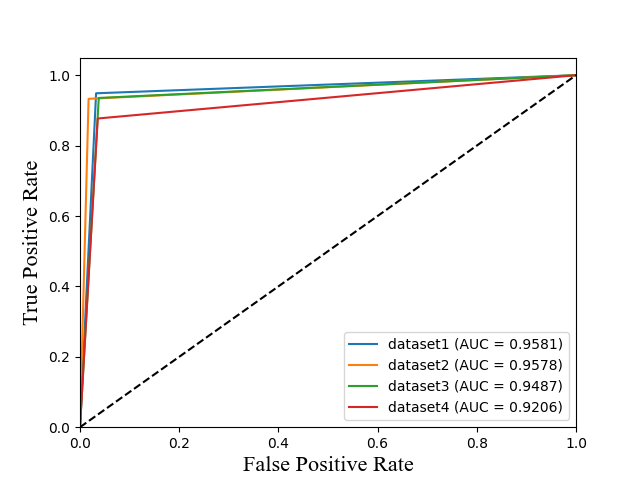 1.0
0.8
0.6
0.4
0.2
0.0
True Positive Rate
0.0 0.2 0.4 0.6 0.8 1.0
False Positive Rate
dataset1 (AUC = 0.9581)
dataset2 (AUC = 0.9578)
dataset3 (AUC = 0.9487)
dataset4 (AUC = 0.9206)